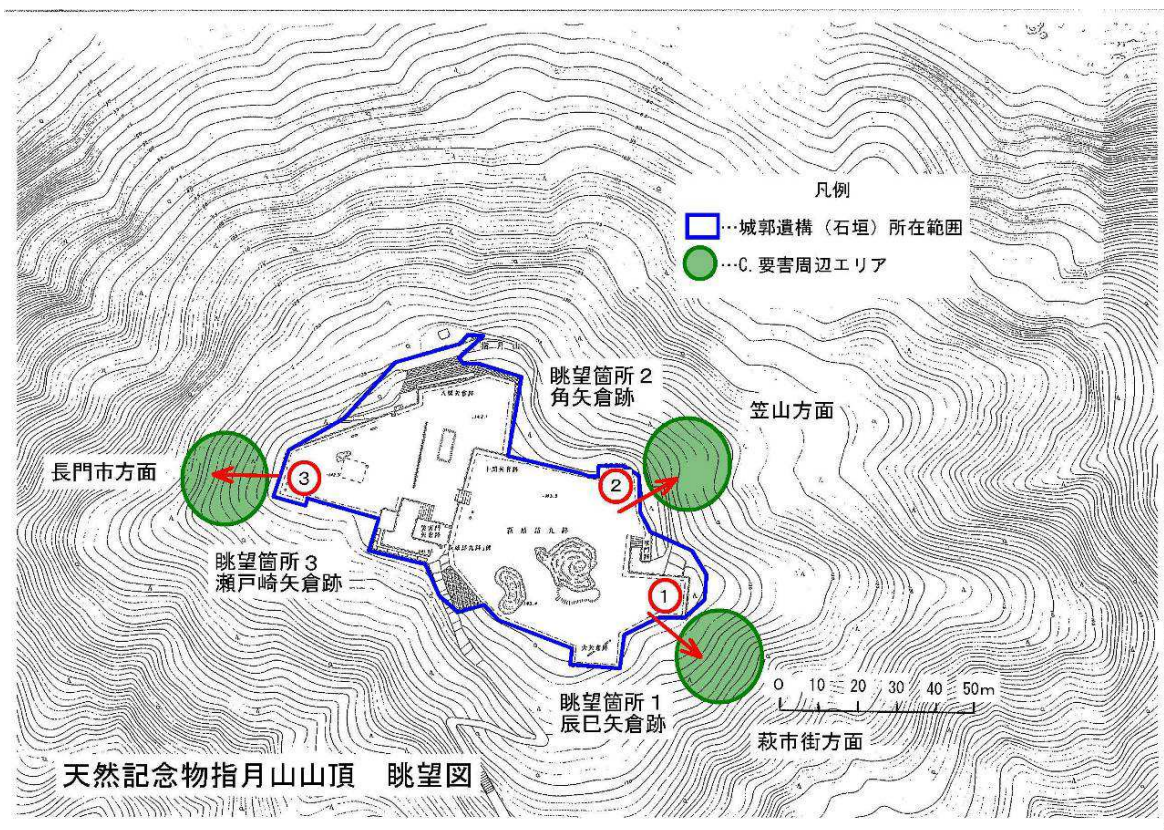 凡例
…城郭遺構（石垣）所在範囲
…C.要害周辺エリア
眺望箇所２
角矢倉跡
笠山方面
長門市方面
3
2
眺望箇所３
瀬戸崎矢倉跡
1
眺望箇所１
辰巳矢倉跡
0 10 20 30 40 50m
萩市街方面
天然記念物指月山山頂　眺望図